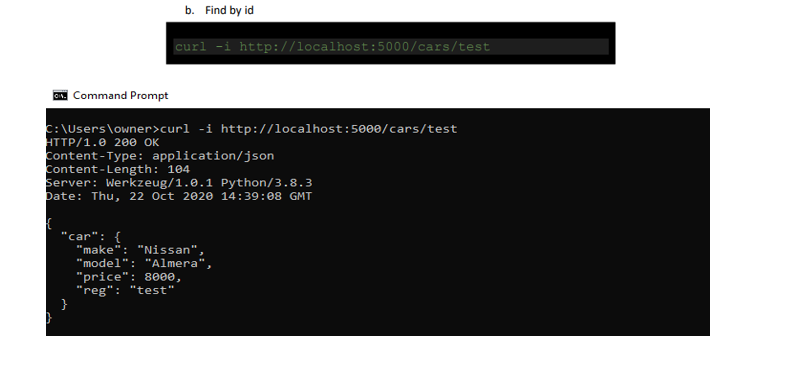 b. Find by id
curl -i http://localhost:5000/cars/test
Command Prompt
C:\Users\owner>curl -i http://localhost:5000/cars/test
HTTP/1.0 200 OK
Content-Type: application/json
Content-Length: 104
Server: Werkzeug/1.0.1 Python/3.8.3
Date: Thu, 22 Oct 2020 14:39:08 GMT
{
  "car": {
    "make": "Nissan",
    "model": "Almera",
    "price": 8000,
    "reg": "test"
  }
}